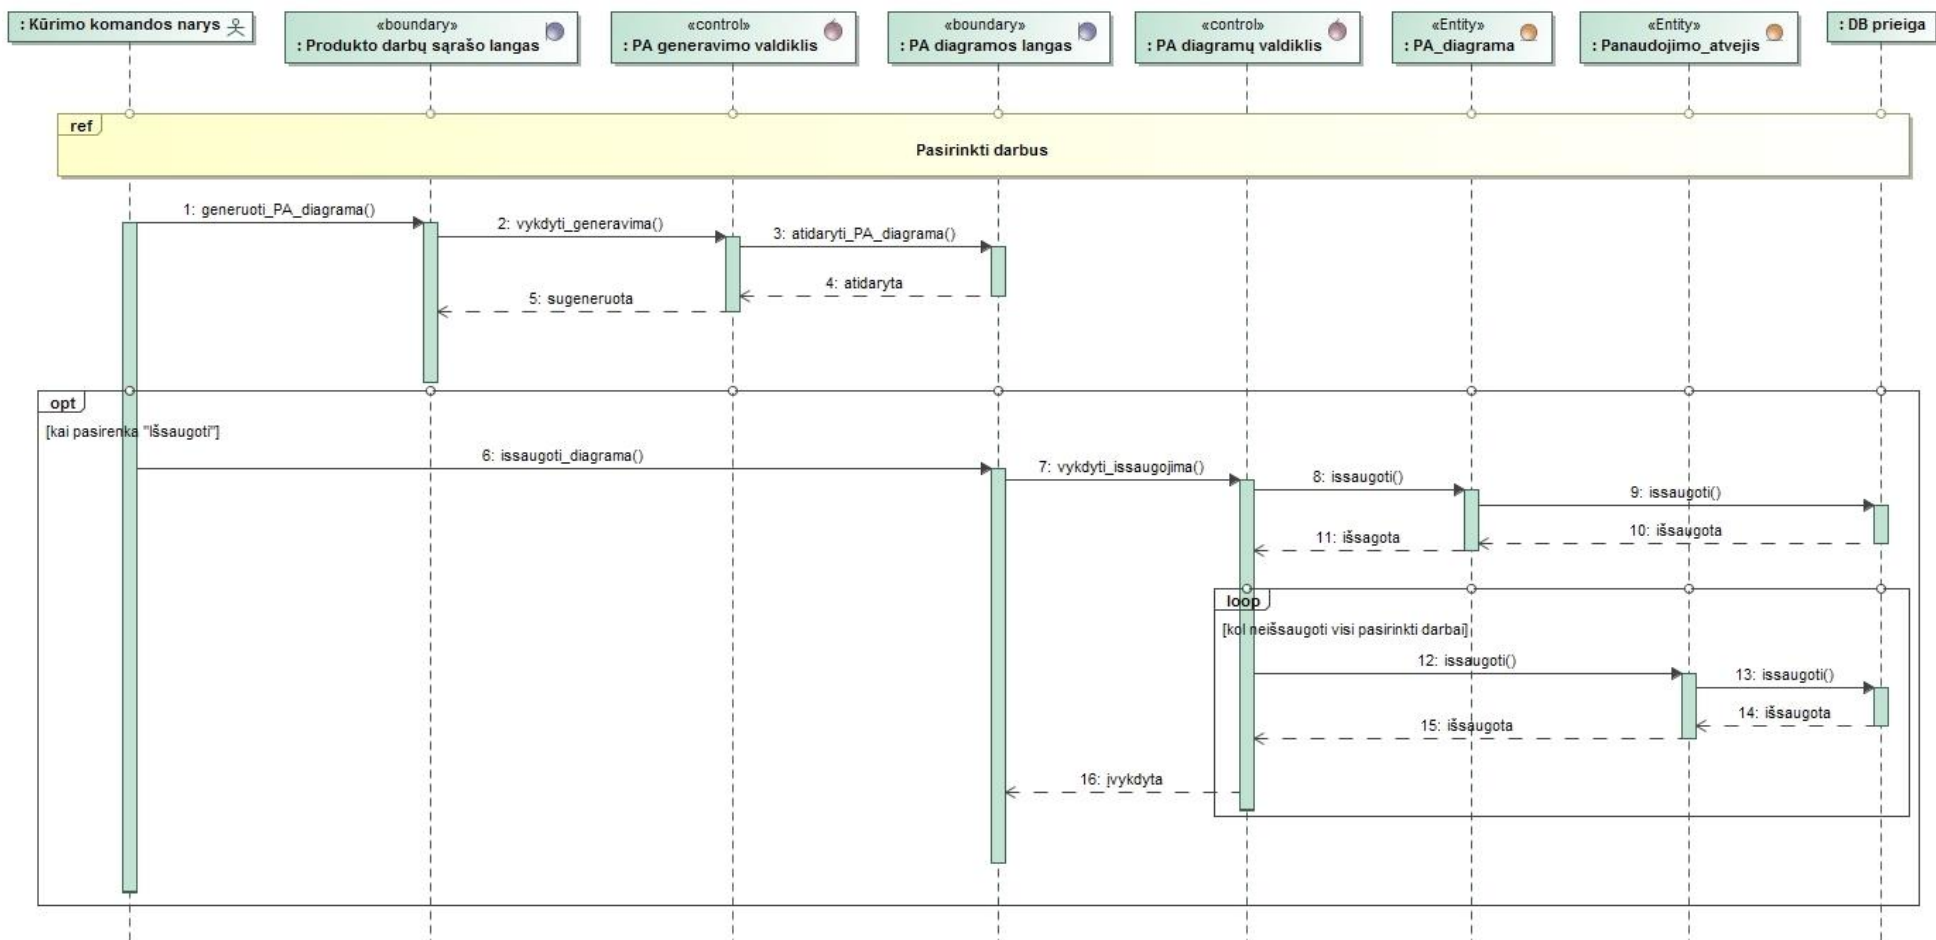 : Kūrimo komandos narys
«boundary»
: Produkto darbų sąrašo langas
«control»
: PA generavimo valdiklis
«boundary»
: PA diagramos langas
«control»
: PA diagramų valdiklis
«Entity»
: PA_diagrama
«Entity»
: Panaudojimo_atvejis
: DB prieiga
ref
Pasirinkti darbus
1: generuoti_PA_diagrama()
2: vykdyti_generavima()
3: atidaryti_PA_diagrama()
4: atidaryta
5: sugeneruota
opt
[kai pasirenka "Išsaugoti"]
6: issaugoti_diagrama()
7: vykdyti_issaugojima()
8: issaugoti()
9: issaugoti()
10: išsaugota
11: išsagota
loop
[kol neišsaugoti visi pasirinkti darbai]
12: issaugoti()
13: issaugoti()
14: išsaugota
15: išsaugota
16: įvykdyta